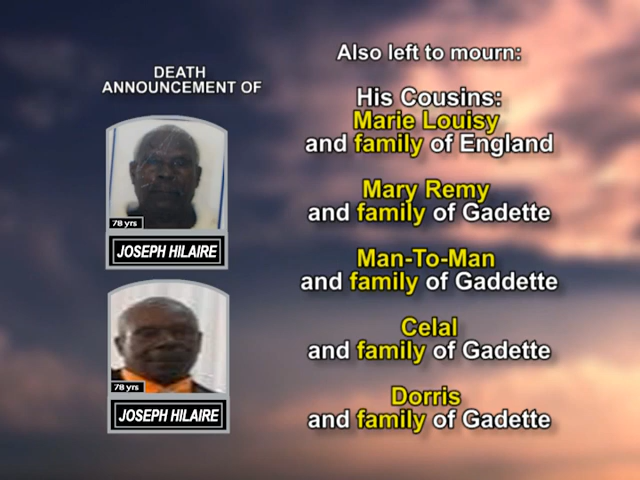 DEATH
ANNOUNCEMENT OF
78 yrs
JOSEPH HILAIRE
78 yrs
JOSEPH HILAIRE
Also left to mourn:
His Cousins:
Marie Louisy
and family of England
Mary Remy
and family of Gadette
Man-To-Man
and family of Gaddette
Celal
and family of Gadette
Dorris
and family of Gadette